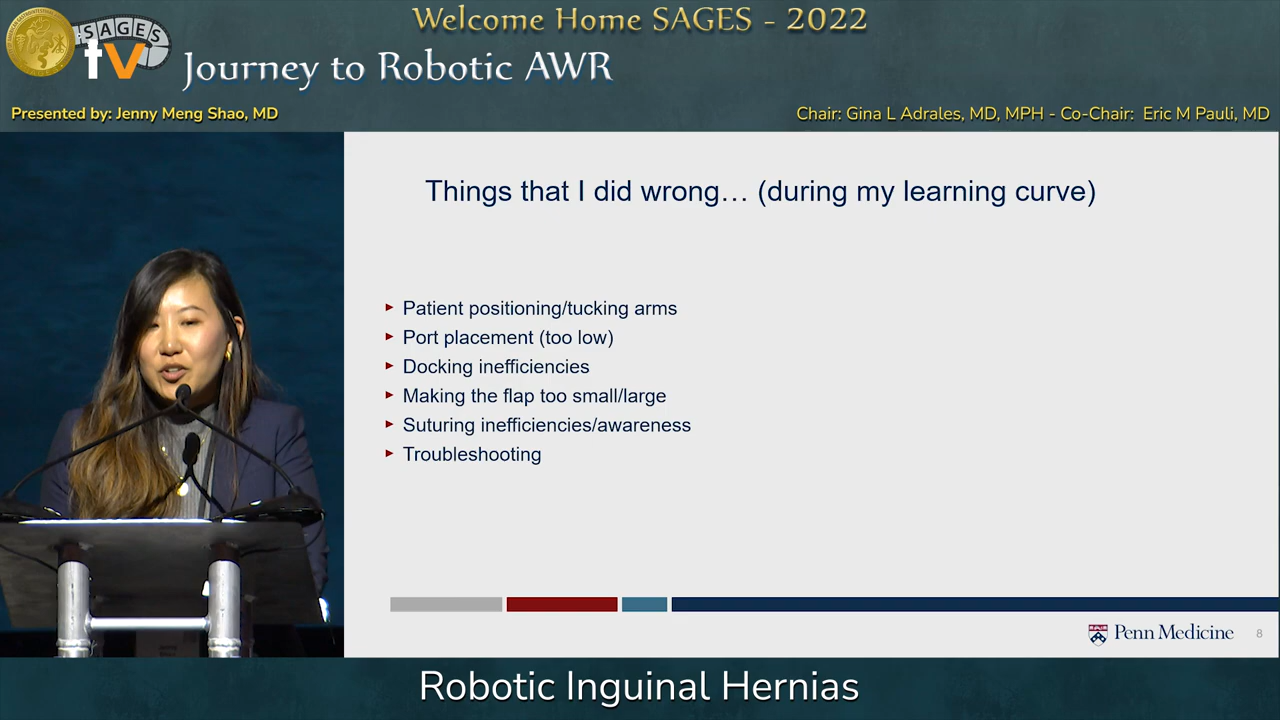 Welcome Home SAGES - 2022
SAGES
tv
Journey to Robotic AWR
Presented by: Jenny Meng Shao, MD
Chair: Gina L Adrales, MD, MPH - Co-Chair: Eric M Pauli, MD
Things that I did wrong… (during my learning curve)
Patient positioning/tucking arms
Port placement (too low)
Docking inefficiencies
Making the flap too small/large
Suturing inefficiencies/awareness
Troubleshooting
Penn Medicine
8
Robotic Inguinal Hernias